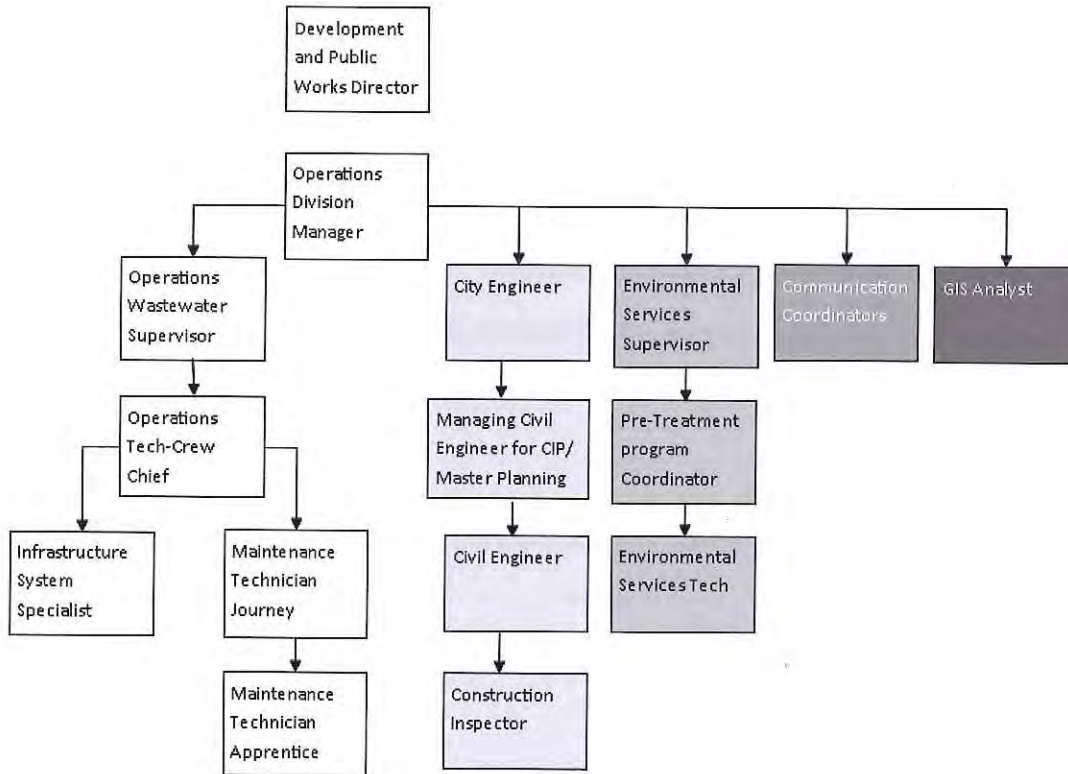 Development
and Public
Works Director
Operations
Division
Manager
Operations
Wastewater
Supervisor
City Engineer
Environmental
Services
Supervisor
Communication
Coordinators
GIS Analyst
Operations
Tech-Crew
Chief
Managing Civil
Engineer for CIP/
Master Planning
Pre-Treatment
program
Coordinator
Infrastructure
System
Specialist
Maintenance
Technician
Journey
Civil Engineer
Environmental
Services Tech
Maintenance
Technician
Apprentice
Construction
Inspector